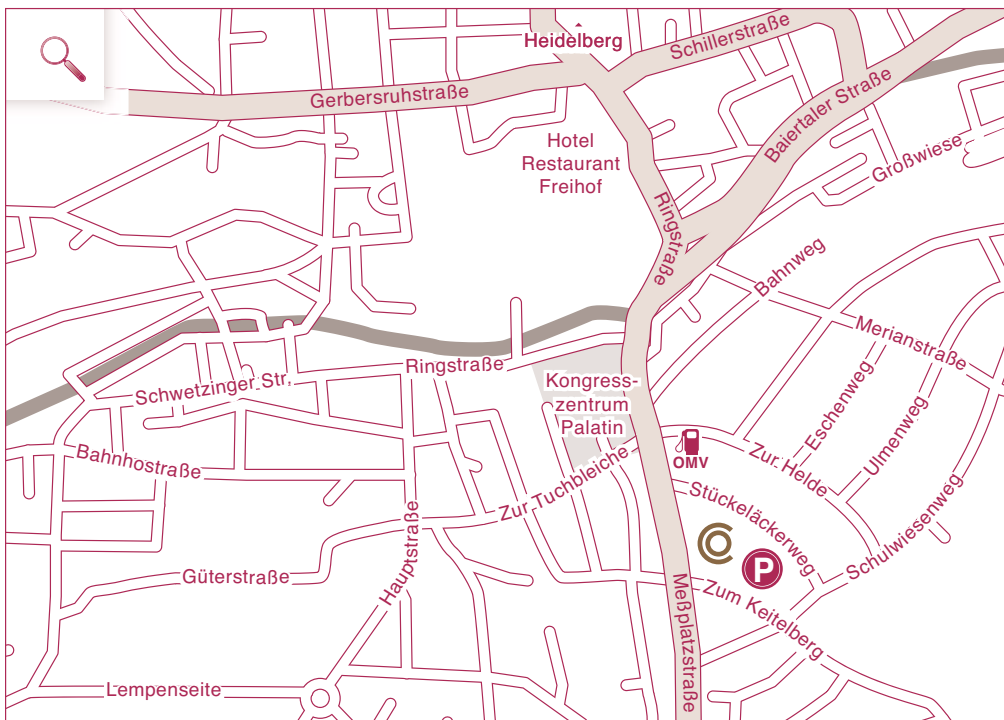 Heidelberg
Schillerstraße
Gerbersruhstraße
Baiertaler Straße
Hotel
Restaurant
Freihof
Großwiese
Ringstraße
Bahnweg
Merianstraße
Ringstraße
Schwetzinger Str,
Kongress-
zentrum
Palatin
Eschenweg
Ulmenweg
Bahnhostraße
OMV
Zur Helde
Zur Tuchbleiche
Stückeläckerweg
Schulwiesenweg
Hauptstraße
P
Güterstraße
Zum Keitelberg
Meßplatzstraße
Lempenseite